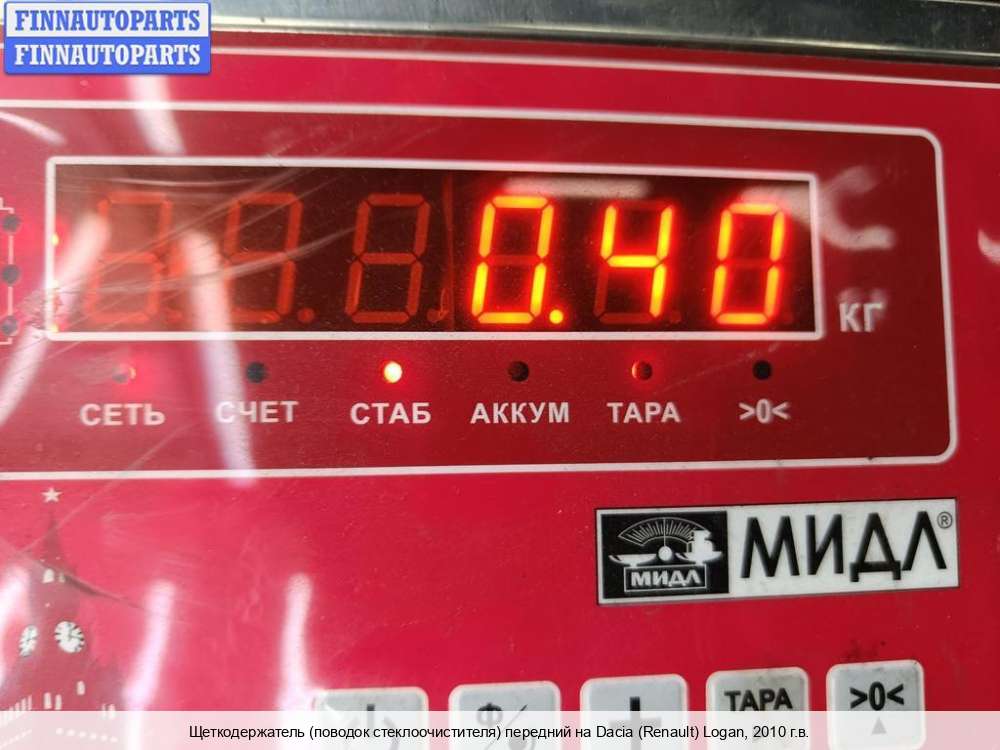 FINNAUTOPARTS
FINNAUTOPARTS
0.40
КГ
СЕТЬ СЧЕТ СТАБ АККУМ ТАРА >0<
МИДЛ®
МИДЛ
ТАРА >0<
Щеткодержатель (поводок стеклоочистителя) передний на Dacia (Renault) Logan, 2010 г.в.